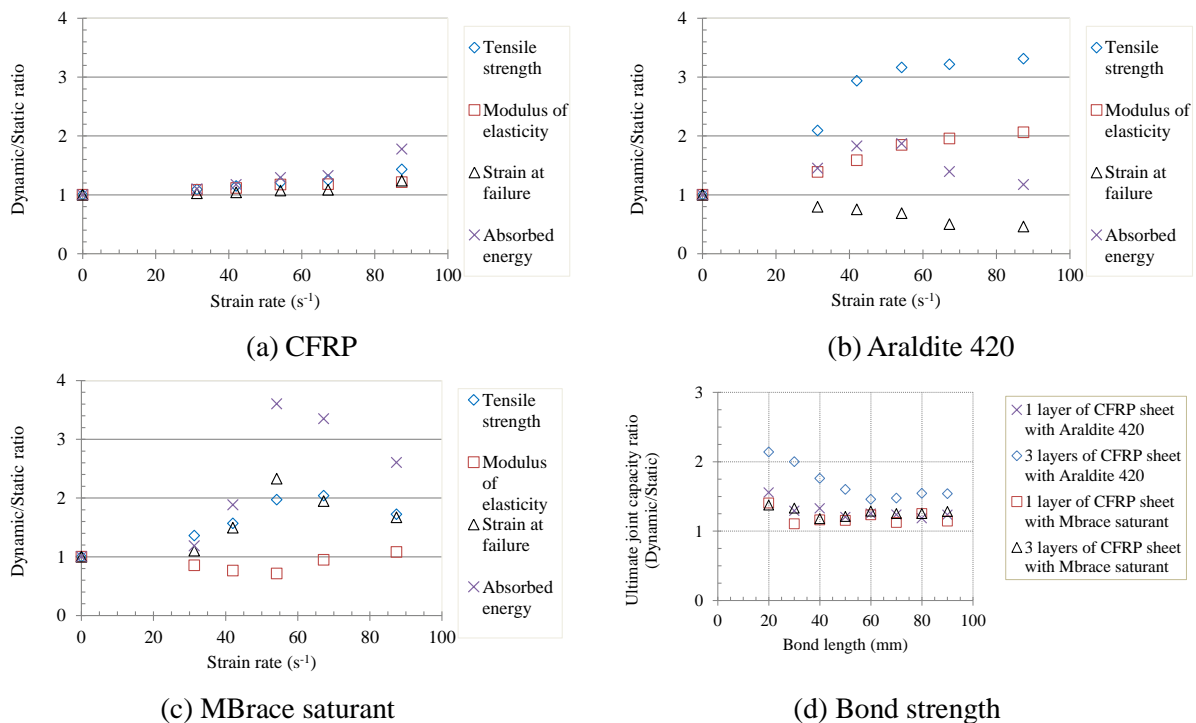 4
3
2
1
0
Dynamic/Static ratio
0 20 40 60 80 100
Strain rate (s-1)
Tensile
strength
Modulus of
elasticity
Strain at
failure
Absorbed
energy
(a) CFRP
4
3
2
1
0
Dynamic/Static ratio
0 20 40 60 80 100
Strain rate (s-1)
Tensile
strength
Modulus of
elasticity
Strain at
failure
Absorbed
energy
(b) Araldite 420
4
3
2
1
0
Dynamic/Static ratio
0 20 40 60 80 100
Strain rate (s-1)
Tensile
strength
Modulus
of
elasticity
Strain at
failure
Absorbed
energy
(c) MBrace saturant
3
2
1
0
Ultimate joint capacity ratio
(Dynamic/Static)
0 20 40 60 80 100
Bond length (mm)
1 layer of CFRP sheet
with Araldite 420
3 layers of CFRP sheet
with Araldite 420
1 layer of CFRP sheet
with Mbrace saturant
3 layers of CFRP sheet
with Mbrace saturant
(d) Bond strength